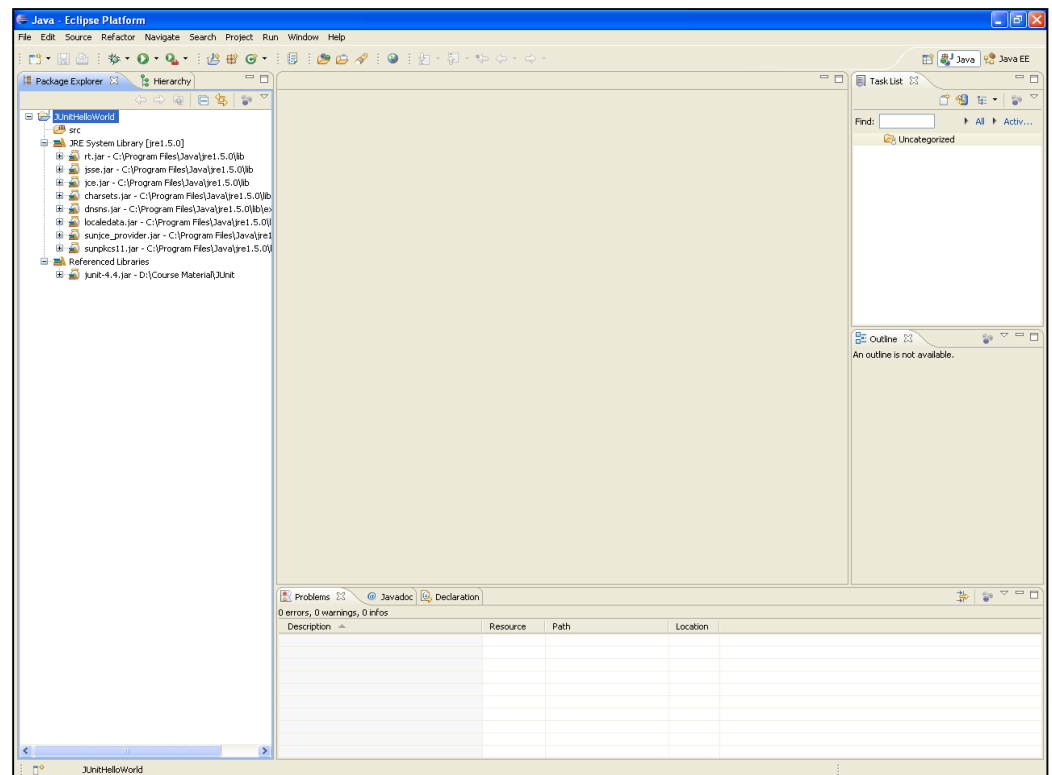 Java - Eclipse Platform
File Edit Source Refactor Navigate Search Project Run Window Help
Java Java EE
Package Explorer Hierarchy
JUnitHelloWorld
src
JRE System Library [jre1.5.0]
rt.jar - C:\Program Files\Java\jre1.5.0\lib
jsse.jar - C:\Program Files\Java\jre1.5.0\lib
jce.jar - C:\Program Files\Java\jre1.5.0\lib
charsets.jar - C:\Program Files\Java\jre1.5.0\lib
dnsns.jar - C:\Program Files\Java\jre1.5.0\lib\ex
localedata.jar - C:\Program Files\Java\jre1.5.0\l
sunjce_provider.jar - C:\Program Files\Java\jre1
sunpkcs11.jar - C:\Program Files\Java\jre1.5.0\l
Referenced Libraries
junit-4.4.jar - D:\Course Material\JUnit
Task List
Find: All Activ...
Uncategorized
Outline
An outline is not available.
Problems @ Javadoc Declaration
0 errors, 0 warnings, 0 infos
Description Resource Path Location
JUnitHelloWorld